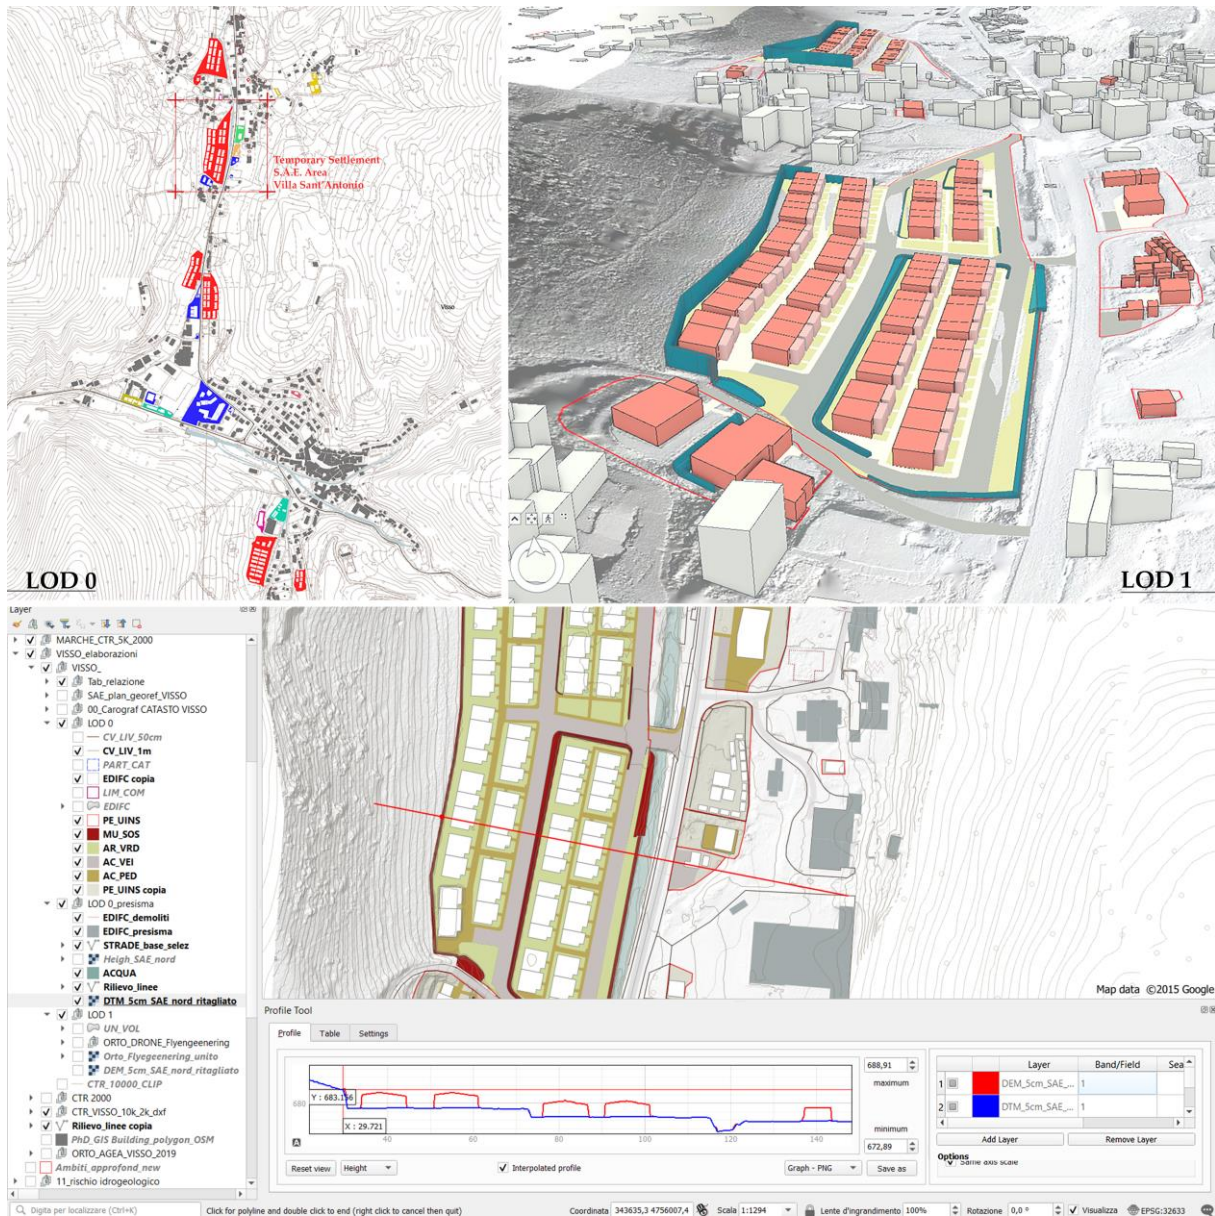 Temporary Settlement
S.A.E. Area
Villa Sant'Antonio
Visso
LOD 0
LOD 1
Layer
MARCHE_CTR_5K_2000
VISSO_elaborazioni
VISSO_
Tab_relazione
SAE_plan_georef_VISSO
00_Carograf CATASTO VISSO
LOD 0
CV_LIV_50cm
CV_LIV_1m
PART_CAT
EDIFC copia
LIM_COM
EDIFC
PE_UINS
MU_SOS
AR_VRD
AC_VEI
AC_PED
PE_UINS copia
LOD 0_presisma
EDIFC_demoliti
EDIFC_presisma
STRADE_base_selez
Heigh_SAE_nord
ACQUA
Rilievo_linee
DTM_5cm_SAE_nord_ritagliato
LOD 1
UN_VOL
ORTO_DRONE_Flyengeenering
Orto_Flyegeenering_unito
DEM_5cm_SAE_nord_ritagliato
CTR_10000_CLIP
CTR 2000
CTR_VISSO_10k_2k_dxf
Rilievo_linee copia
PhD_GIS Building_polygon_OSM
ORTO_AGEA_VISSO_2019
Ambiti_approfond_new
11_rischio idrogeologico
Map data ©2015 Google
Profile Tool
Profile Table Settings
688,91
maximum
Y : 683.156
680
X : 29.721
minimum
672,89
40 60 80 100 120 140
Layer Band/Field Sea
1 DEM_5cm_SAE_... 1
2 DTM_5cm_SAE_... 1
Add Layer Remove Layer
Options
Same axis scale
Reset view Height Interpolated profile Graph - PNG Save as
Digita per localizzare (Ctrl+K) Click for polyline and double click to end (right click to cancel then quit) Coordinata 343635,3 4756007,4 Scala 1:1294 Lente d'ingrandimento 100% Rotazione 0,0 ° Visualizza EPSG:32633